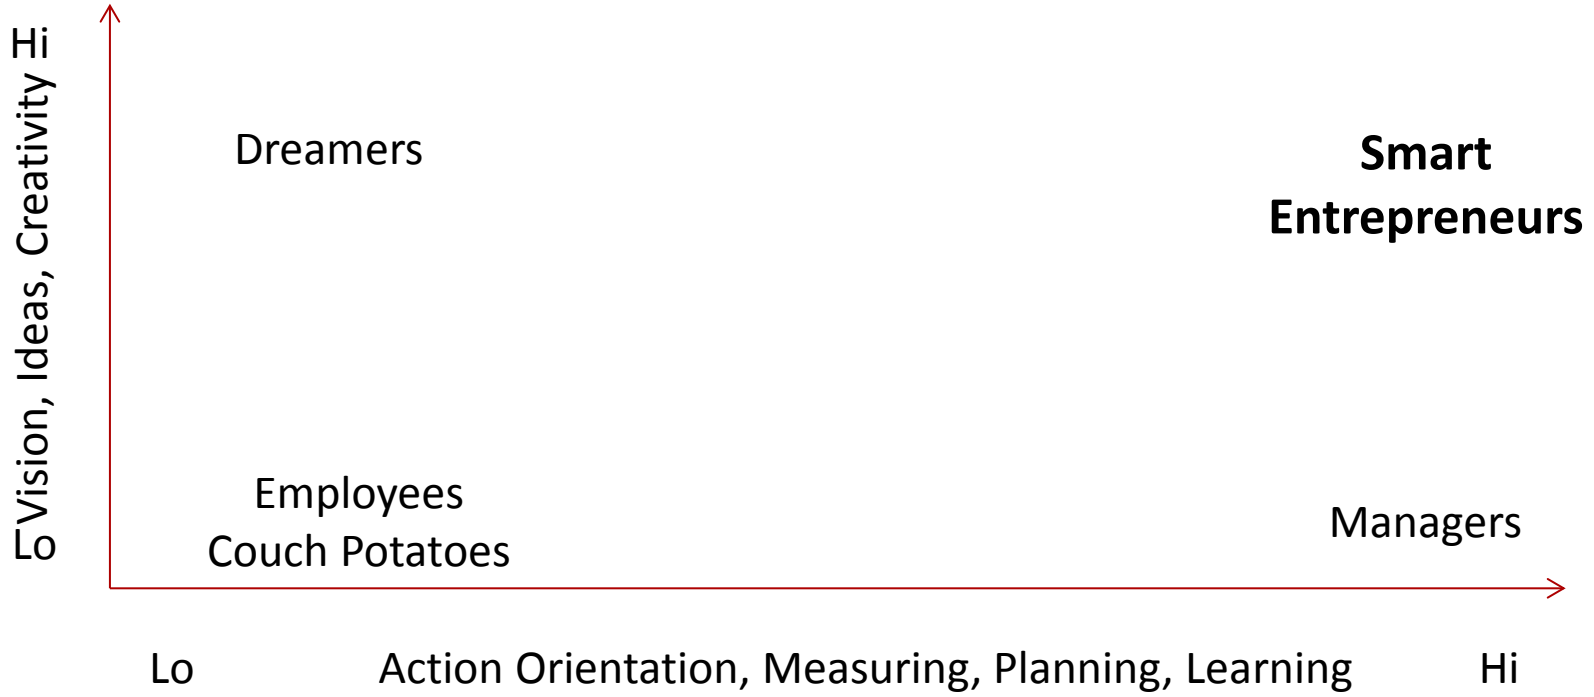 Hi
Vision, Ideas, Creativity
Lo
Dreamers
Smart
Entrepreneurs
Employees
Couch Potatoes
Managers
Lo
Action Orientation, Measuring, Planning, Learning
Hi